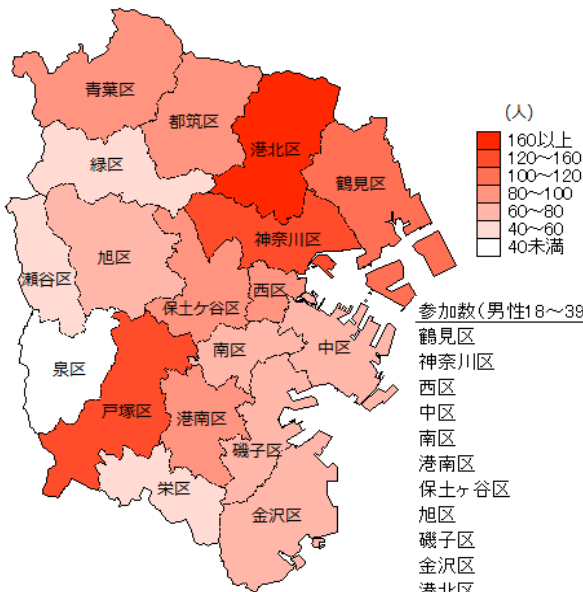 青葉区
都筑区
港北区
緑区
鶴見区
神奈川区
旭区
瀬谷区
保土ケ谷区
西区
泉区
南区
中区
戸塚区
港南区
磯子区
栄区
金沢区
(人)
160以上
120～160
100～120
80～100
60～80
40～60
40未満
参加数(男性18～39
鶴見区
神奈川区
西区
中区
南区
港南区
保土ヶ谷区
旭区
磯子区
金沢区
港北区